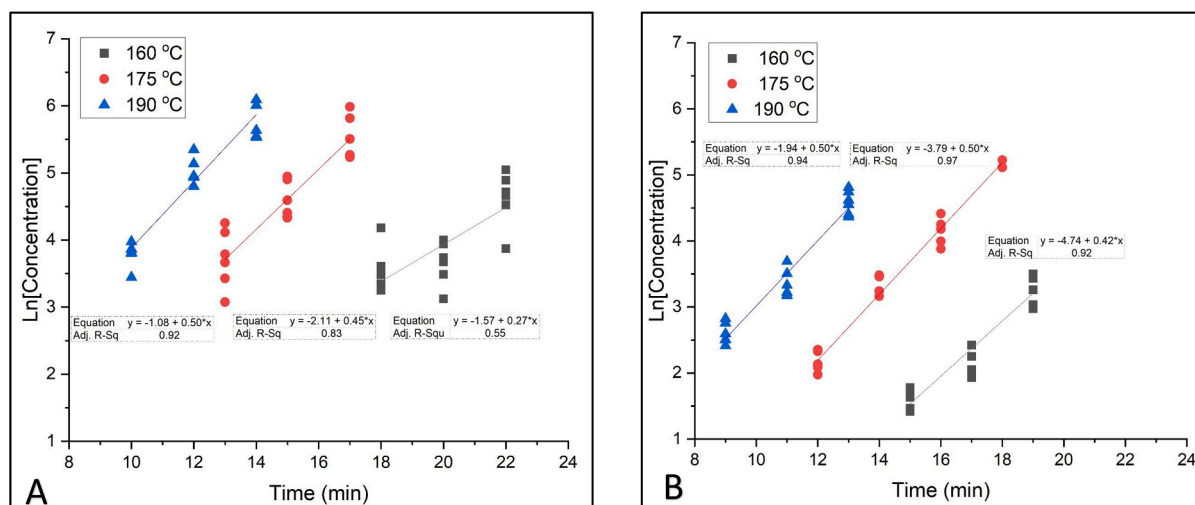 7
6
5
4
3
2
1
Ln[Concentration]
160 °C
175 °C
190 °C
Equation y = -1.08 + 0.50*x
Adj. R-Sq 0.92
Equation y = -2.11 + 0.45*x
Adj. R-Sq 0.83
Equation y = -1.57 + 0.27*x
Adj. R-Squ 0.55
8 10 12 14 16 18 20 22 24
Time (min)
A
7
6
5
4
3
2
1
Ln[Concentration]
160 °C
175 °C
190 °C
Equation y = -1.94 + 0.50*x
Adj. R-Sq 0.94
Equation y = -3.79 + 0.50*x
Adj. R-Sq 0.97
Equation y = -4.74 + 0.42*x
Adj. R-Sq 0.92
8 10 12 14 16 18 20 22 24
Time (min)
B